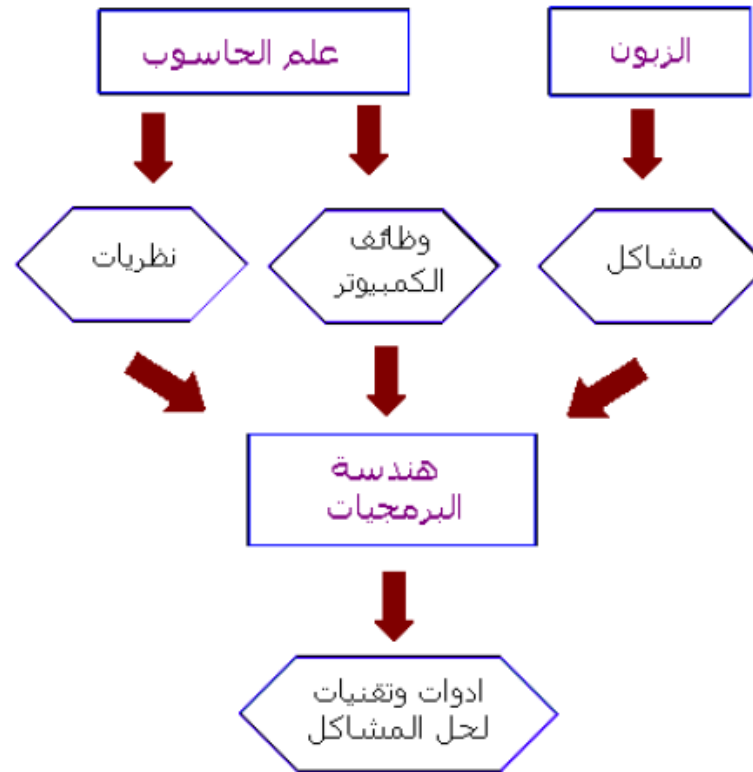 الزبون
علم الحاسوب
مشاكل
وظائف
الكمبيوتر
نظريات
هندسة
البرمجيات
ادوات وتقنيات
لحل المشاكل